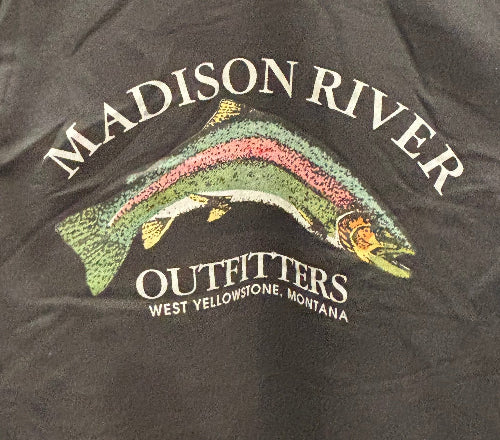 MADISON RIVER
OUTFITTERS
WEST YELLOWSTONE, MONTANA